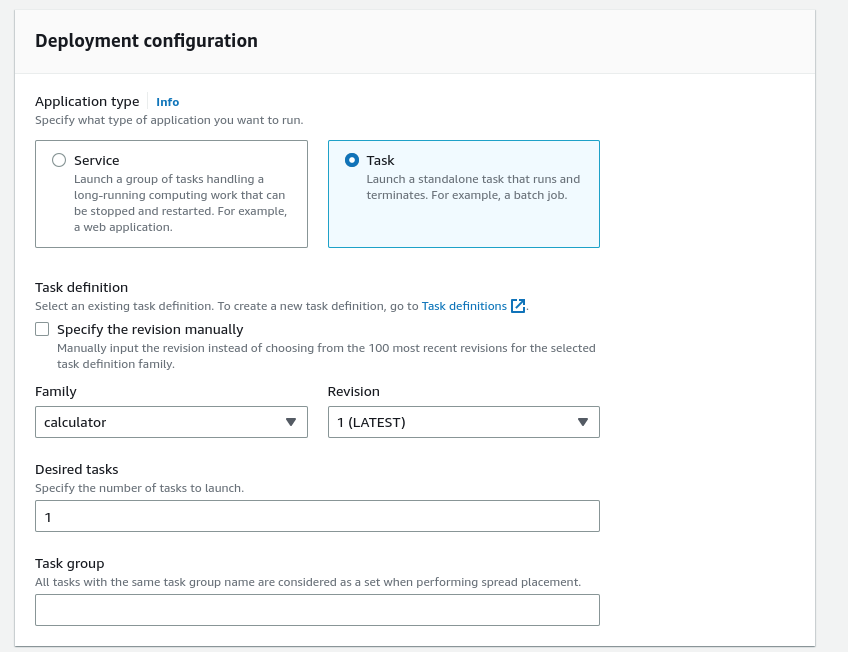 Deployment configuration
Application type Info
Specify what type of application you want to run.
Service
Launch a group of tasks handling a
long-running computing work that can
be stopped and restarted. For example,
a web application.
Task
Launch a standalone task that runs and
terminates. For example, a batch job.
Task definition
Select an existing task definition. To create a new task definition, go to Task definitions.
Specify the revision manually
Manually input the revision instead of choosing from the 100 most recent revisions for the selected
task definition family.
Family
calculator
Revision
1 (LATEST)
Desired tasks
Specify the number of tasks to launch.
1
Task group
All tasks with the same task group name are considered as a set when performing spread placement.